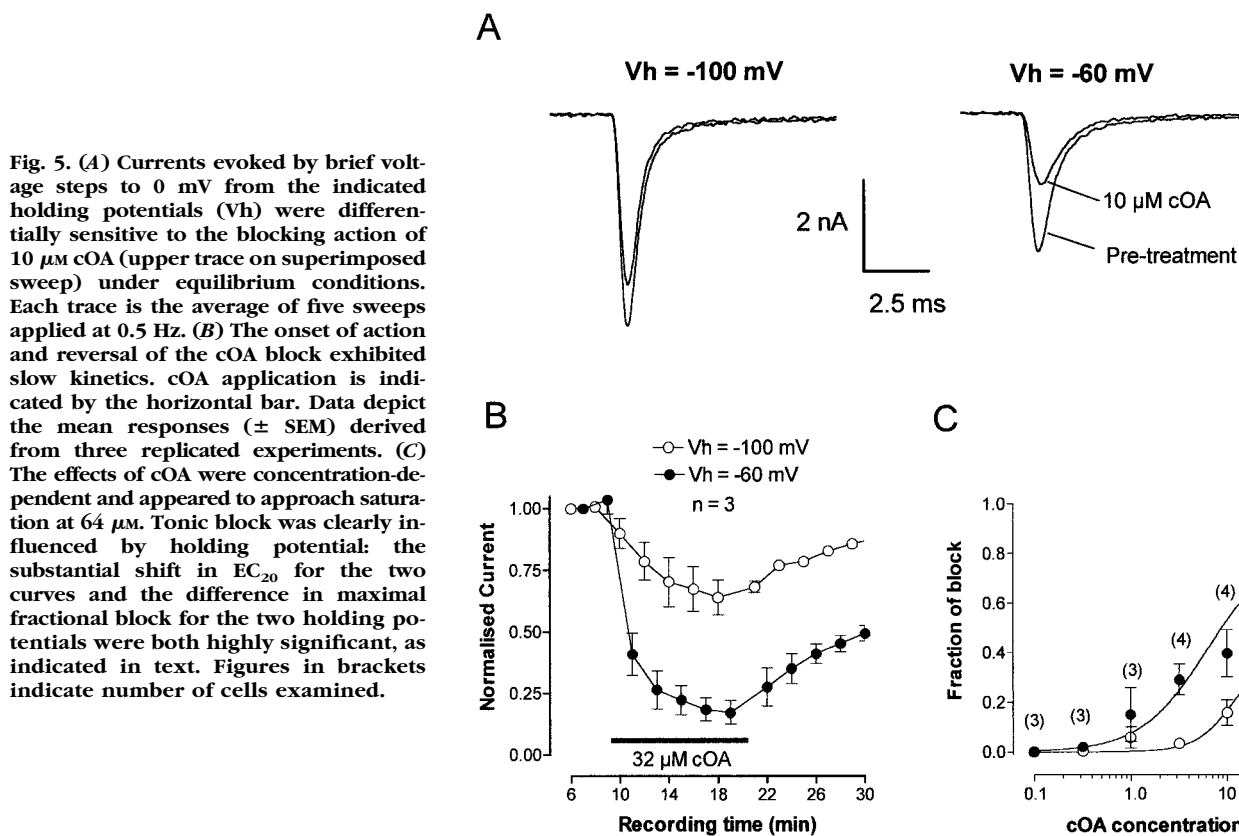 Fig. 5. (A) Currents evoked by brief volt-
age steps to 0 mV from the indicated
holding potentials (Vh) were differen-
tially sensitive to the blocking action of
10 µM cOA (upper trace on superimposed
sweep) under equilibrium conditions.
Each trace is the average of five sweeps
applied at 0.5 Hz. (B) The onset of action
and reversal of the cOA block exhibited
slow kinetics. cOA application is indi-
cated by the horizontal bar. Data depict
the mean responses (± SEM) derived
from three replicated experiments. (C)
The effects of cOA were concentration-de-
pendent and appeared to approach satura-
tion at 64 µM. Tonic block was clearly in-
fluenced by holding potential: the
substantial shift in EC20 for the two
curves and the difference in maximal
fractional block for the two holding po-
tentials were both highly significant, as
indicated in text. Figures in brackets
indicate number of cells examined.
A
Vh = -100 mV
Vh = -60 mV
2 nA
2.5 ms
10 µM cOA
Pre-treatment
B
Vh = -100 mV
Vh = -60 mV
n = 3
Normalised Current
1.00
0.75
0.50
0.25
0.00
32 µM cOA
6 10 14 18 22 26 30
Recording time (min)
C
Fraction of block
1.0
0.8
0.6
0.4
0.2
0.0
(3) (3) (3) (4) (4)
0.1 1.0 10
cOA concentration